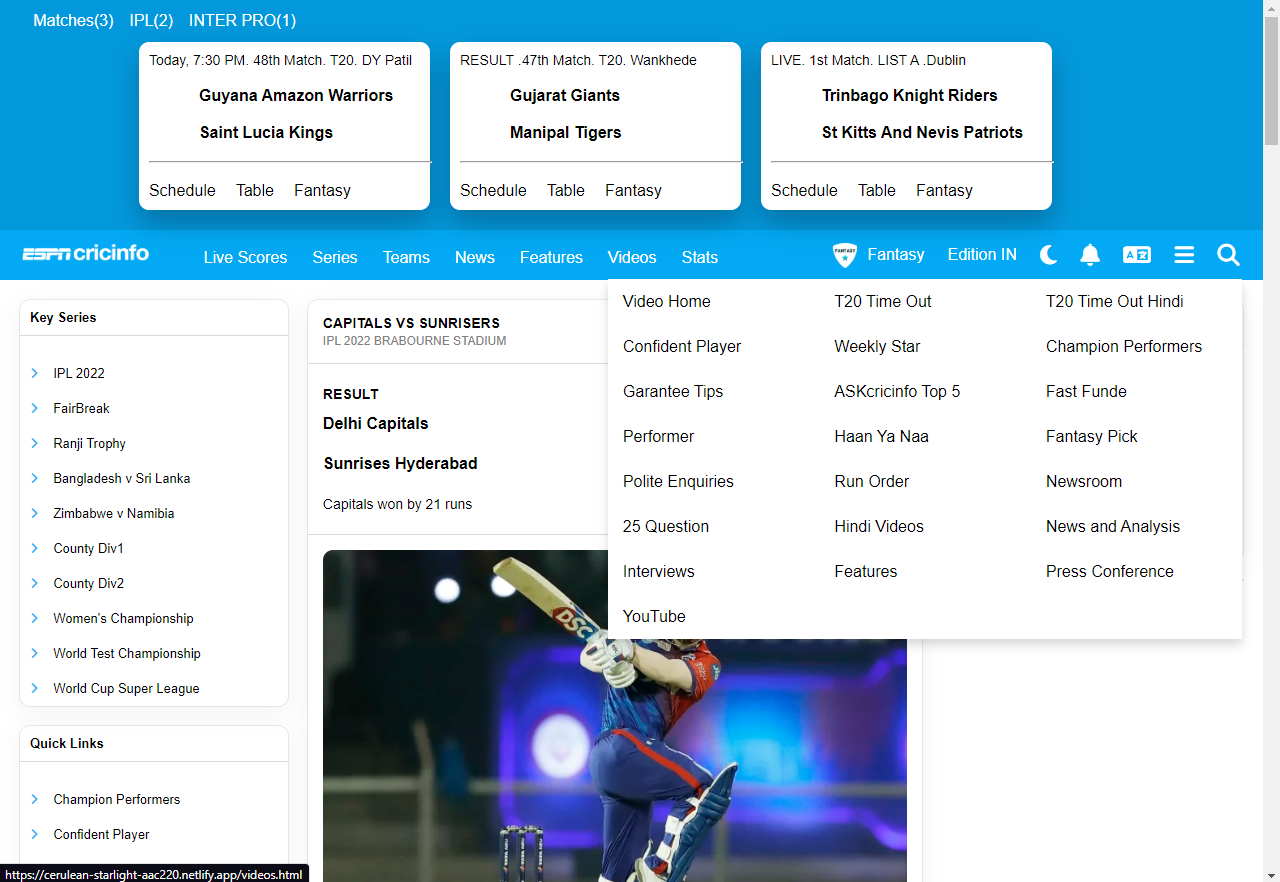 Matches(3) IPL(2) INTER PRO(1)
Today, 7:30 PM. 48th Match. T20. DY Patil
Guyana Amazon Warriors
Saint Lucia Kings
Schedule Table Fantasy
RESULT .47th Match. T20. Wankhede
Gujarat Giants
Manipal Tigers
Schedule Table Fantasy
LIVE. 1st Match. LIST A .Dublin
Trinbago Knight Riders
St Kitts And Nevis Patriots
Schedule Table Fantasy
ESPN cricinfo Live Scores Series Teams News Features Videos Stats FANTASY Fantasy Edition IN
Key Series
IPL 2022
FairBreak
Ranji Trophy
Bangladesh v Sri Lanka
Zimbabwe v Namibia
County Div1
County Div2
Women's Championship
World Test Championship
World Cup Super League
Quick Links
Champion Performers
Confident Player
CAPITALS VS SUNRISERS
IPL 2022 BRABOURNE STADIUM
RESULT
Delhi Capitals
Sunrises Hyderabad
Capitals won by 21 runs
DSC
Video Home T20 Time Out T20 Time Out Hindi
Confident Player Weekly Star Champion Performers
Garantee Tips ASKcricinfo Top 5 Fast Funde
Performer Haan Ya Naa Fantasy Pick
Polite Enquiries Run Order Newsroom
25 Question Hindi Videos News and Analysis
Interviews Features Press Conference
YouTube
https://cerulean-starlight-aac220.netlify.app/videos.html